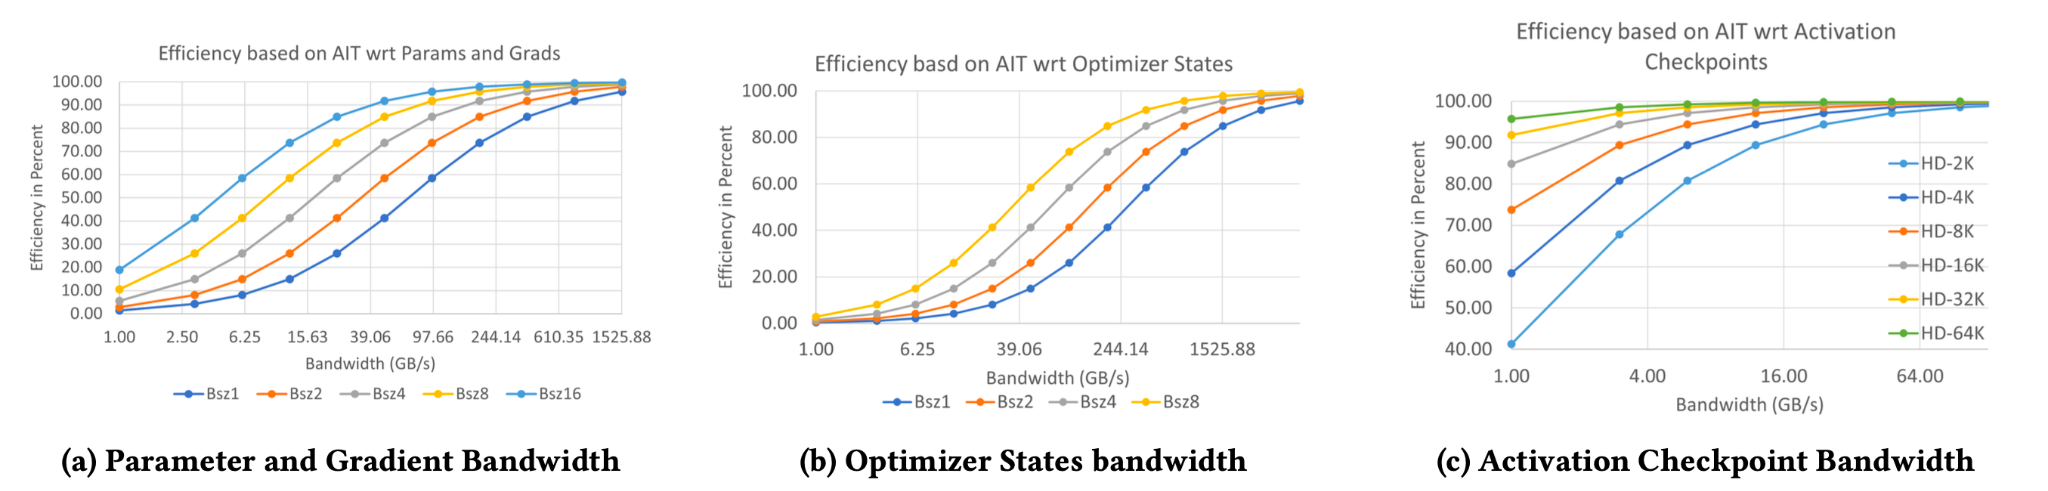 Efficiency based on AIT wrt Params and Grads
Efficiency in Percent
100.00
90.00
80.00
70.00
60.00
50.00
40.00
30.00
20.00
10.00
0.00
1.00 2.50 6.25 15.63 39.06 97.66 244.14 610.35 1525.88
Bandwidth (GB/s)
Bsz1 Bsz2 Bsz4 Bsz8 Bsz16
(a) Parameter and Gradient Bandwidth
Efficiency basd on AIT wrt Optimizer States
Efficiency in Percent
100.00
80.00
60.00
40.00
20.00
0.00
1.00 6.25 39.06 244.14 1525.88
Bandwidth (GB/s)
Bsz1 Bsz2 Bsz4 Bsz8
(b) Optimizer States bandwidth
Efficiency based on AIT wrt Activation
Checkpoints
Efficiency in Percent
100.00
90.00
80.00
70.00
60.00
50.00
40.00
HD-2K
HD-4K
HD-8K
HD-16K
HD-32K
HD-64K
1.00 4.00 16.00 64.00
Bandwidth (GB/s)
(c) Activation Checkpoint Bandwidth